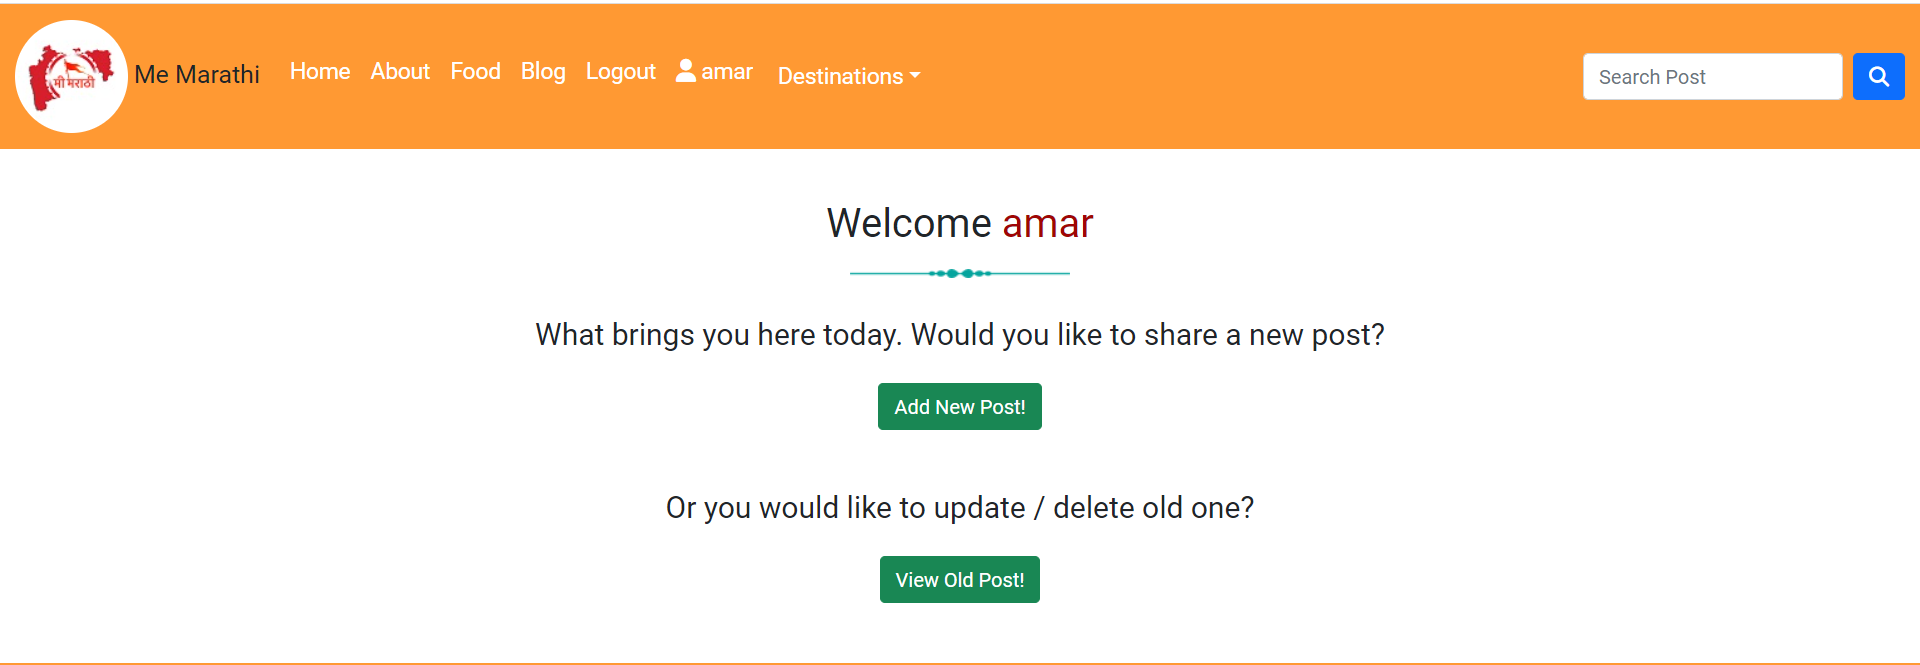 मी मराठी
Me Marathi Home About Food Blog Logout amar Destinations Search Post
Welcome amar
What brings you here today. Would you like to share a new post?
Add New Post!
Or you would like to update / delete old one?
View Old Post!